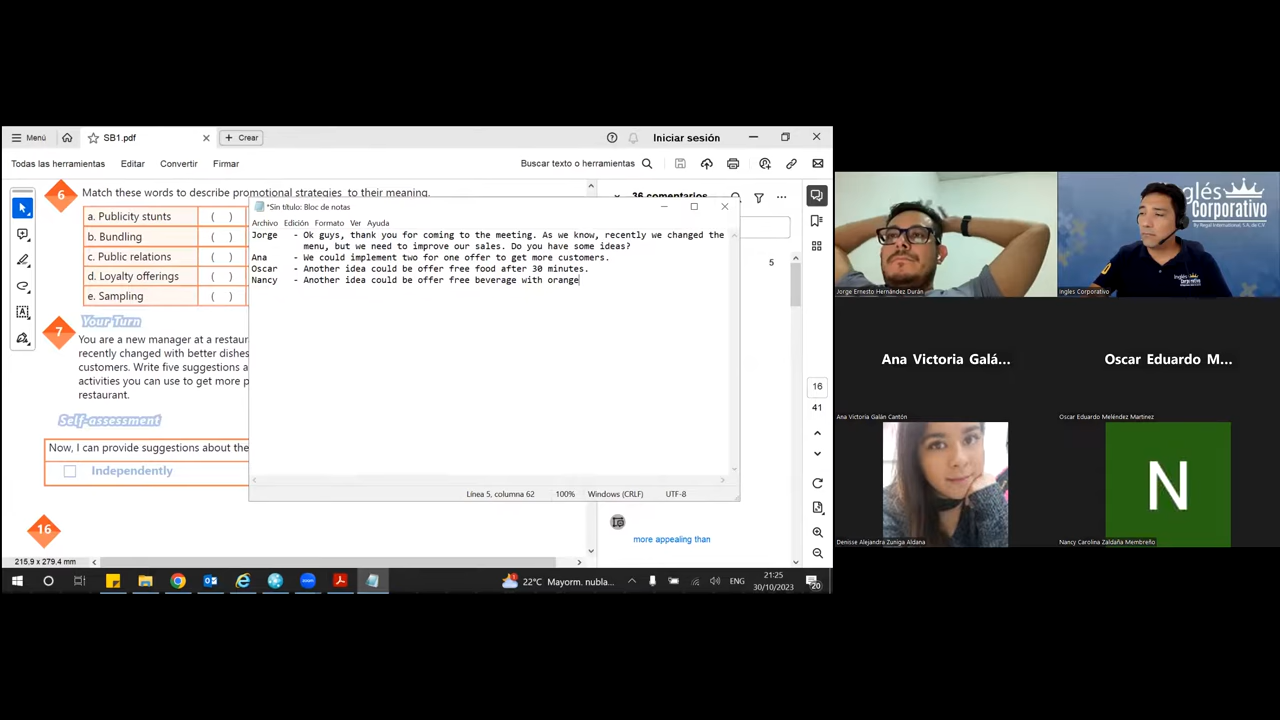 Menú
SB1.pdf
Crear
Iniciar sesión
Todas las herramientas
Editar
Convertir
Firmar
Buscar texto o herramientas
6
Match these words to describe promotional strategies to their meaning.
a. Publicity stunts ( )
b. Bundling ( )
c. Public relations ( )
d. Loyalty offerings ( )
e. Sampling ( )
Your Turn
7
You are a new manager at a restaur
recently changed with better dishes
customers. Write five suggestions a
activities you can use to get more p
restaurant.
Self-assessment
Now, I can provide suggestions about the
Independently
16
215.9 x 279.4 mm
*Sin título: Bloc de notas
Archivo Edición Formato Ver Ayuda
Jorge - Ok guys, thank you for coming to the meeting. As we know, recently we changed the
menu, but we need to improve our sales. Do you have some ideas?
Ana - We could implement two for one offer to get more customers.
Oscar - Another idea could be offer free food after 30 minutes.
Nancy - Another idea could be offer free beverage with orange
Línea 5, columna 62 100% Windows (CRLF) UTF-8
36 comentarios
5
more appealing than
16
41
22°C Mayorm. nubla...
ENG
21:25
30/10/2023
20
Jorge Ernesto Hernández Durán
Inglés
Corporativo
By Regal International, S.A. de C.V.
Ingles Corporativo
Ana Victoria Galá...
Ana Victoria Galán Cantón
Oscar Eduardo M...
Oscar Eduardo Meléndez Martinez
Denisse Alejandra Zuniga Aldana
N
Nancy Carolina Zaldaña Membreño